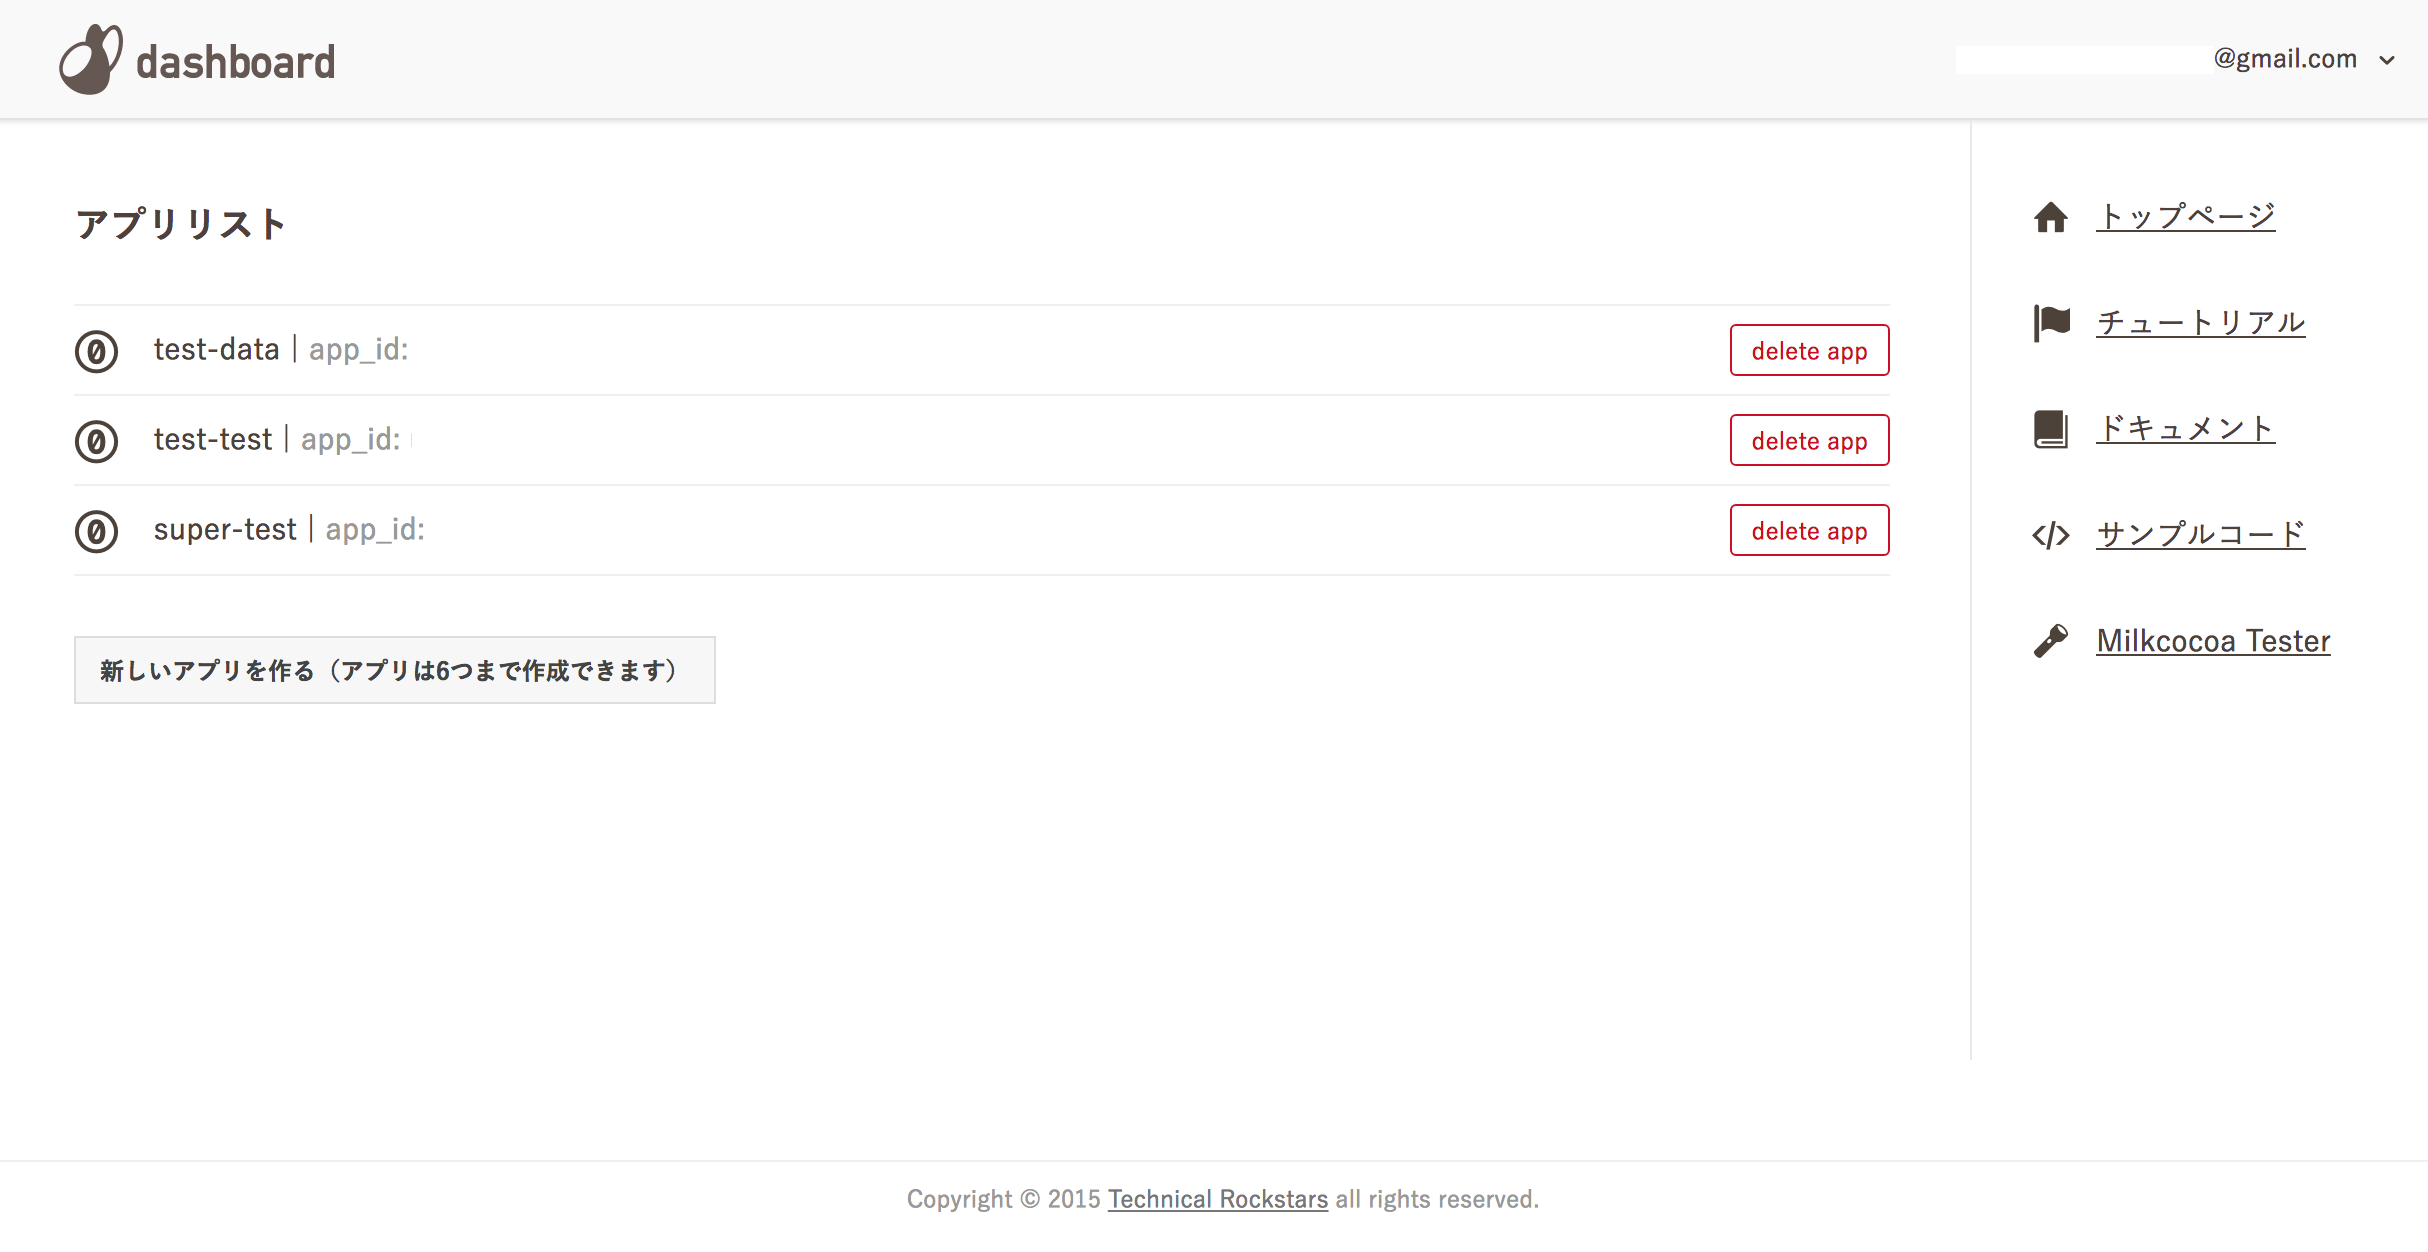 dashboard
@gmail.com
アプリリスト
0 test-data | app_id: delete app
0 test-test | app_id: delete app
0 super-test | app_id: delete app
新しいアプリを作る（アプリは6つまで作成できます）
トップページ
チュートリアル
ドキュメント
サンプルコード
Milkcocoa Tester
Copyright © 2015 Technical Rockstars all rights reserved.